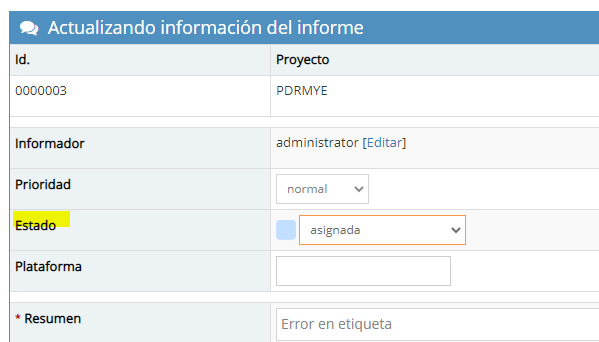 Actualizando información del informe
Id. Proyecto
0000003 PDRMYE
Informador administrator [Editar]
Prioridad normal
Estado asignada
Plataforma
* Resumen Error en etiqueta